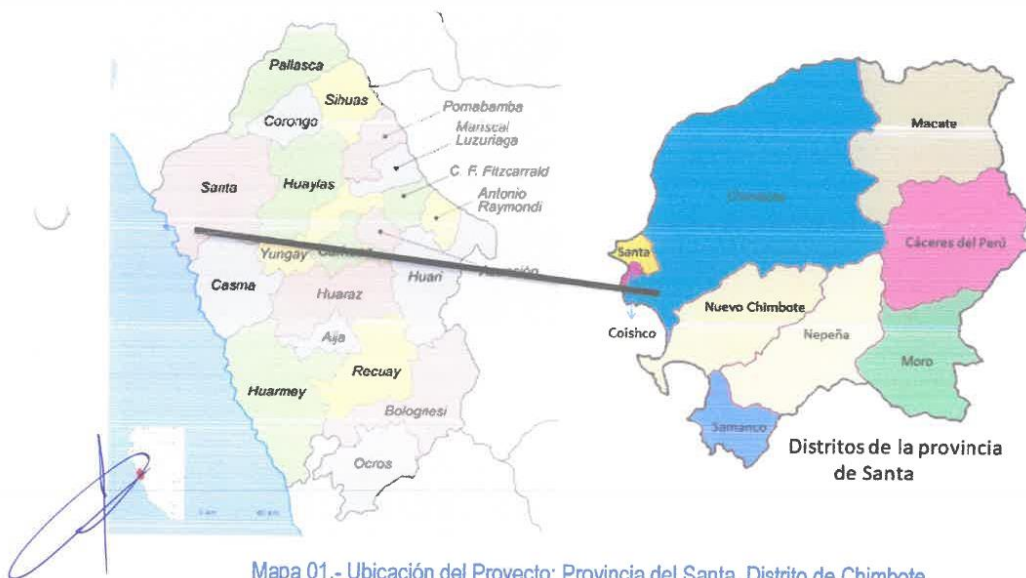 Pallasca
Sihuas
Corongo
Pomabamba
Mariscal
Luzuriaga
Santa
Huaylas
C. F. Fitzcarrald
Antonio
Raymondi
Yungay
Huari
Casma
Huaraz
Aija
Huarmey
Recuay
Bolognesi
Ocros
Macate
Chimbote
Santa
Cáceres del Perú
Nuevo Chimbote
Coishco
Nepeña
Moro
Samanco
Distritos de la provincia
de Santa
Mapa 01.- Ubicación del Proyecto: Provincia del Santa, Distrito de Chimbote